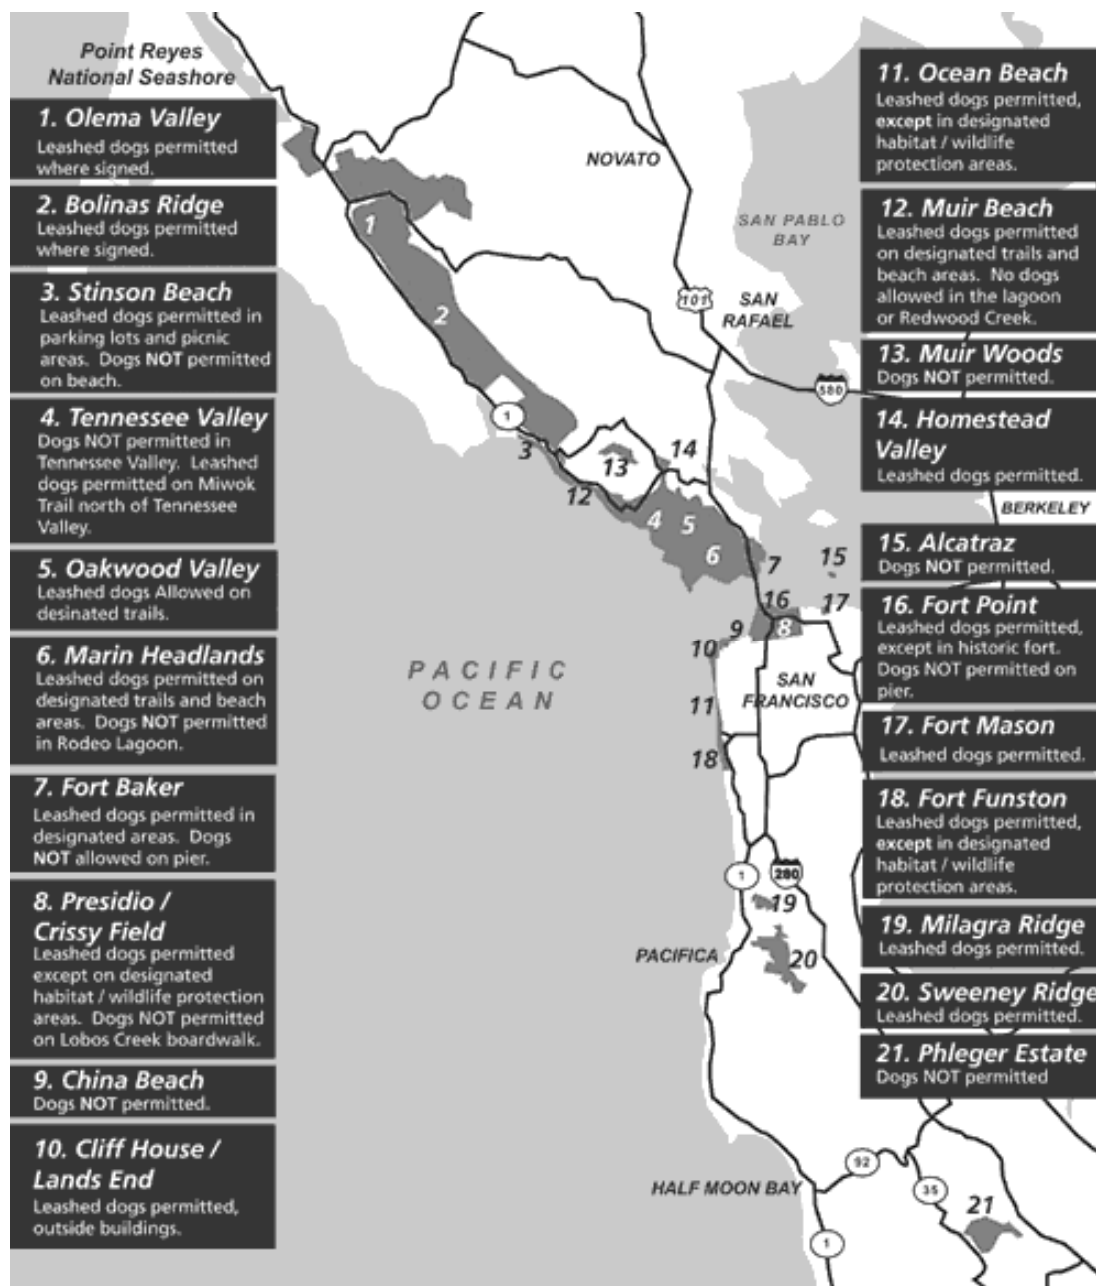 Point Reyes
National Seashore
1. Olema Valley
Leashed dogs permitted
where signed.
2. Bolinas Ridge
Leashed dogs permitted
where signed.
3. Stinson Beach
Leashed dogs permitted in
parking lots and picnic
areas. Dogs NOT permitted
on beach.
4. Tennessee Valley
Dogs NOT permitted in
Tennessee Valley. Leashed
dogs permitted on Miwok
Trail north of Tennessee
Valley.
5. Oakwood Valley
Leashed dogs Allowed on
desinated trails.
6. Marin Headlands
Leashed dogs permitted on
designated trails and beach
areas. Dogs NOT permitted
in Rodeo Lagoon.
7. Fort Baker
Leashed dogs permitted in
designated areas. Dogs
NOT allowed on pier.
8. Presidio /
Crissy Field
Leashed dogs permitted
except on designated
habitat / wildlife protection
areas. Dogs NOT permitted
on Lobos Creek boardwalk.
9. China Beach
Dogs NOT permitted.
10. Cliff House /
Lands End
Leashed dogs permitted,
outside buildings.
NOVATO
SAN PABLO
BAY
1
2
101
SAN
RAFAEL
580
1
3
13
14
12
4
5
6
7
15
16
17
8
9
10
PACIFIC
OCEAN
SAN
FRANCISCO
11
18
1
280
19
PACIFICA
20
HALF MOON BAY
92
35
21
1
11. Ocean Beach
Leashed dogs permitted,
except in designated
habitat / wildlife
protection areas.
12. Muir Beach
Leashed dogs permitted
on designated trails and
beach areas. No dogs
allowed in the lagoon
or Redwood Creek.
13. Muir Woods
Dogs NOT permitted.
14. Homestead
Valley
Leashed dogs permitted.
BERKELEY
15. Alcatraz
Dogs NOT permitted.
16. Fort Point
Leashed dogs permitted,
except in historic fort.
Dogs NOT permitted on
pier.
17. Fort Mason
Leashed dogs permitted.
18. Fort Funston
Leashed dogs permitted,
except in designated
habitat / wildlife
protection areas.
19. Milagra Ridge
Leashed dogs permitted.
20. Sweeney Ridge
Leashed dogs permitted.
21. Phleger Estate
Dogs NOT permitted